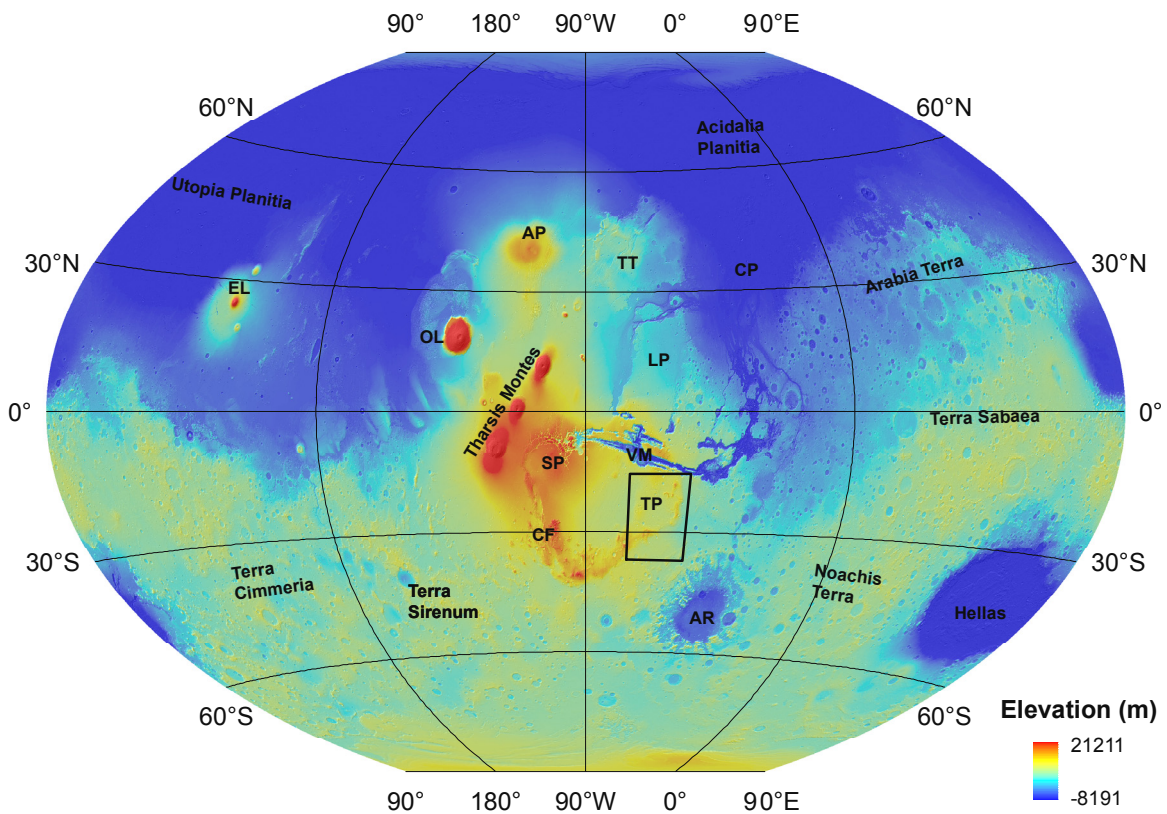 90° 180° 90°W 0° 90°E
60°N 60°N
Acidalia
Planitia
Utopia Planitia
AP
30°N 30°N
TT CP Arabia Terra
EL
OL
LP
Tharsis Montes
0° 0°
Terra Sabaea
VM
SP
TP
CF
30°S 30°S
Terra
Cimmeria
Terra
Sirenum
Noachis
Terra
AR
Hellas
60°S 60°S
Elevation (m)
21211
-8191
90° 180° 90°W 0° 90°E